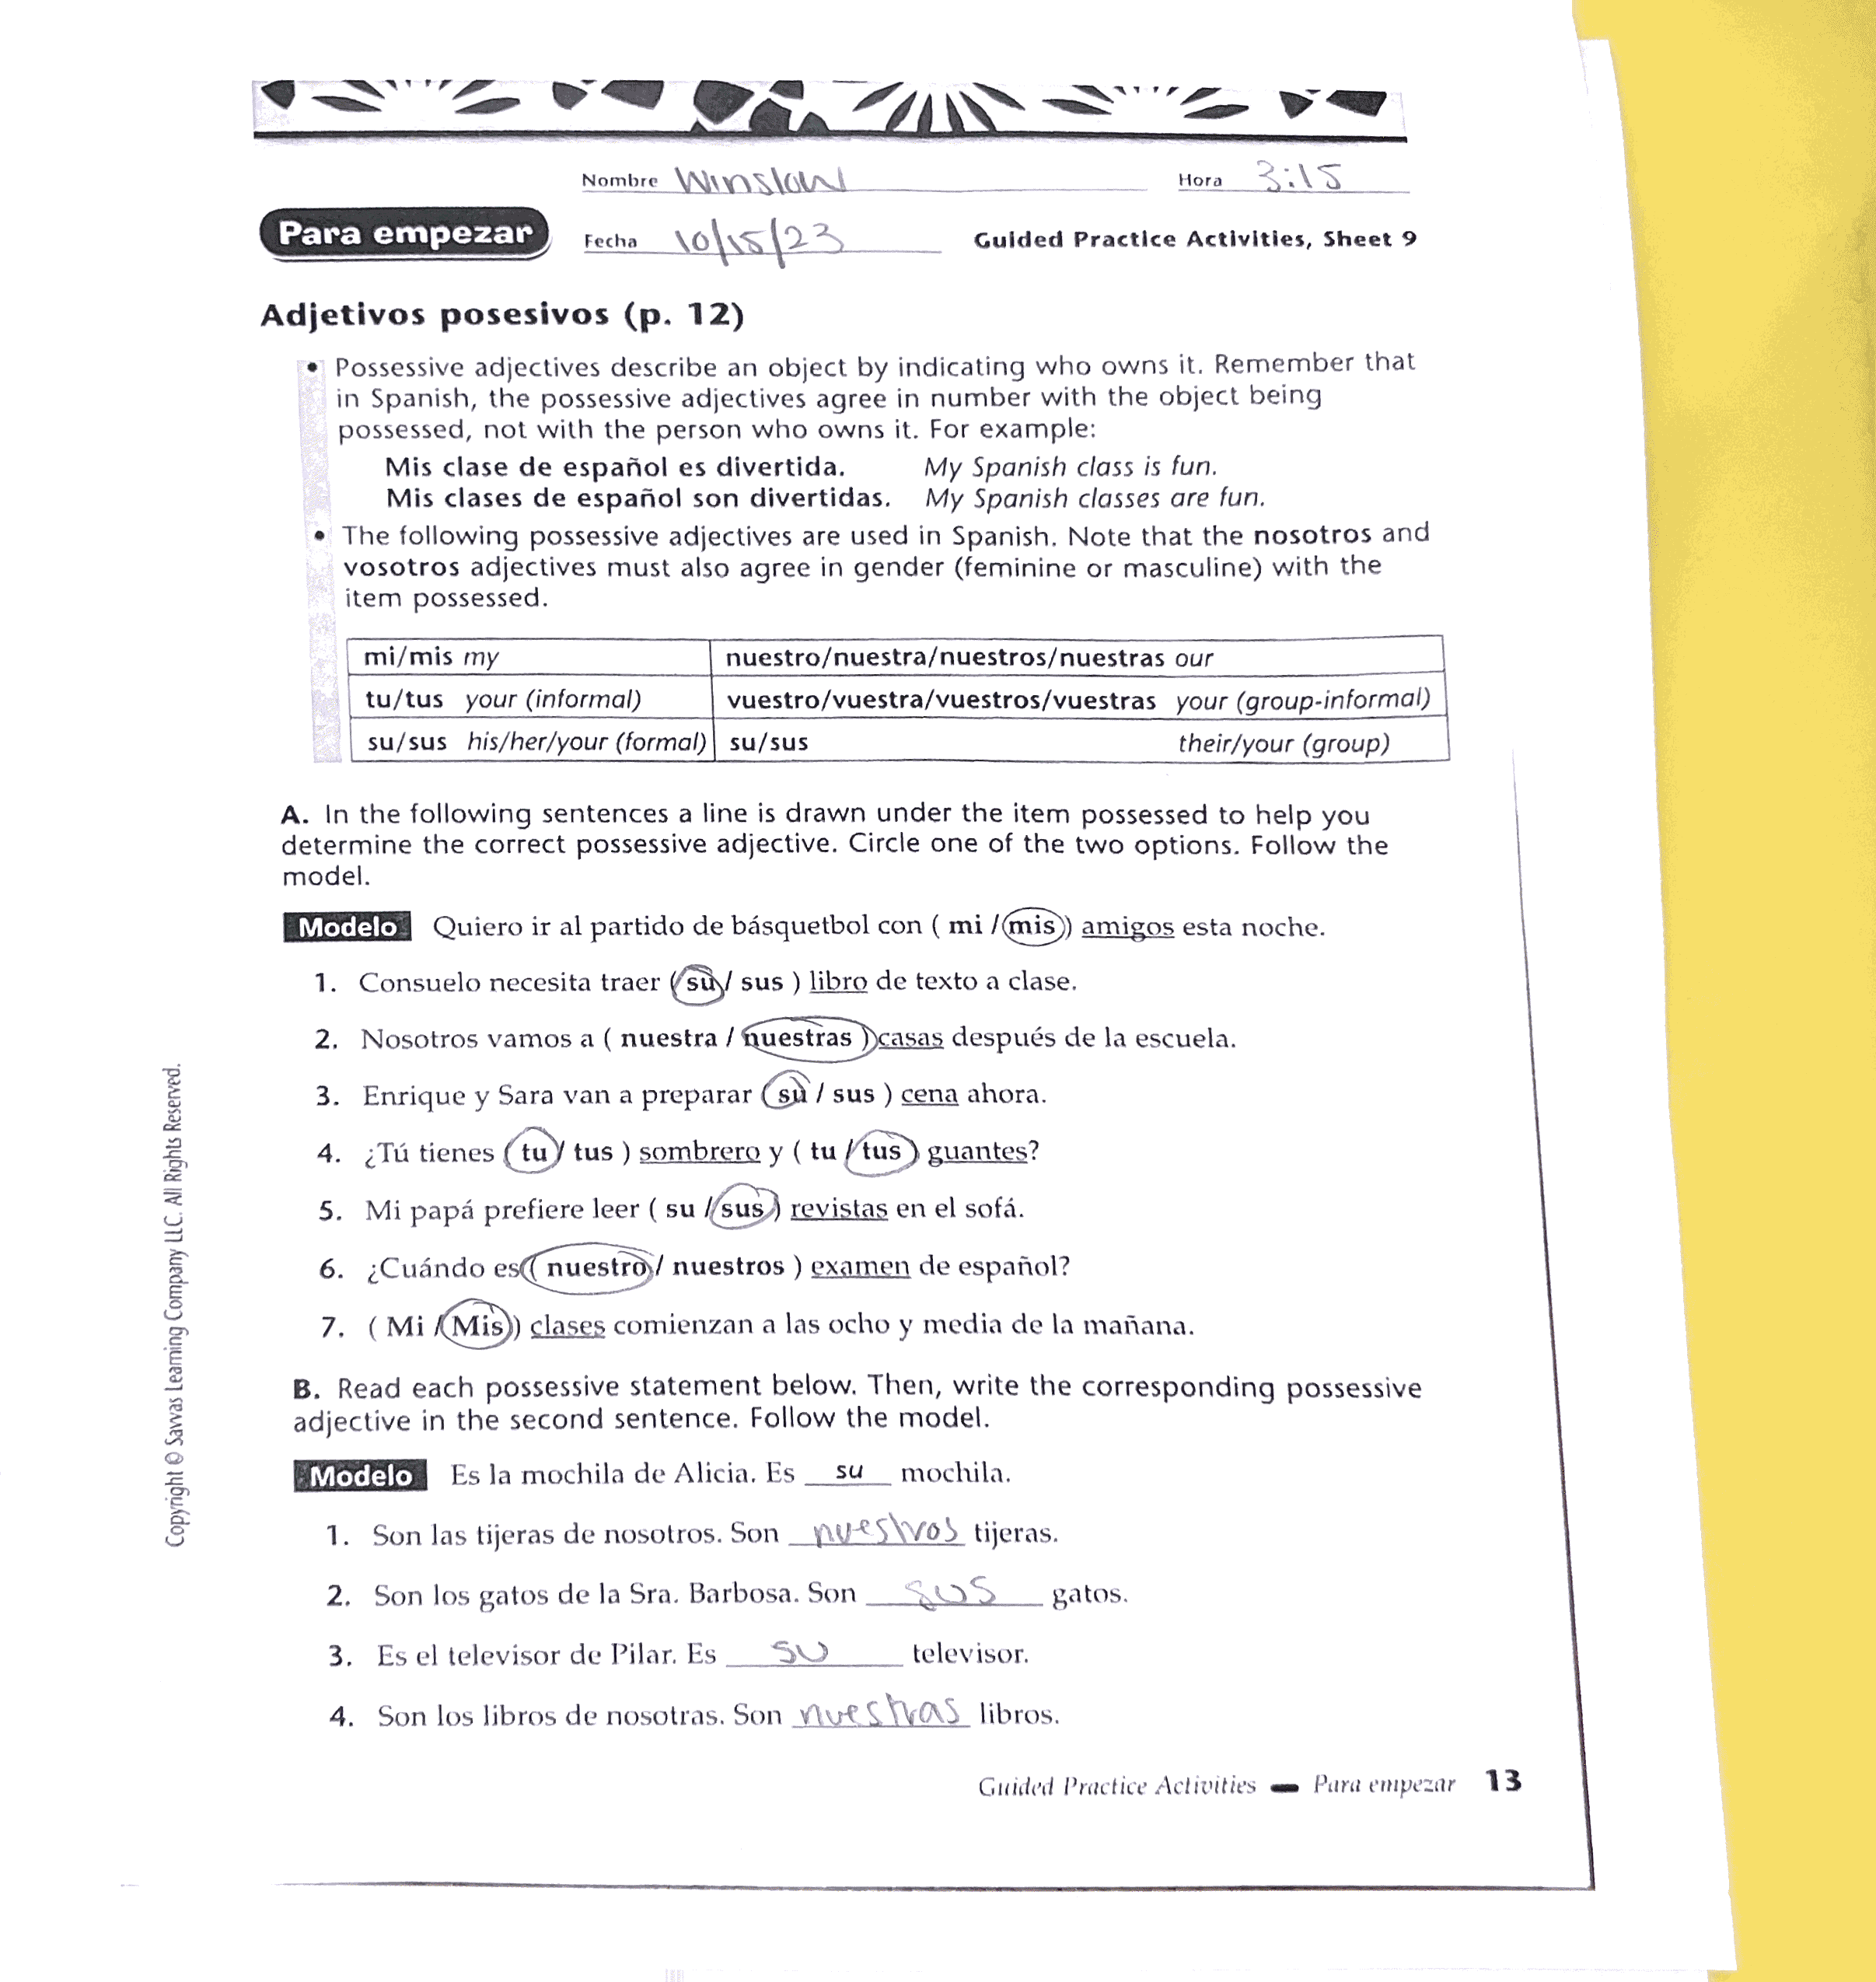 Nombre Winslow Hora 3:15
Para empezar Fecha 10/15/23 Guided Practice Activities, Sheet 9
Adjetivos posesivos (p. 12)
• Possessive adjectives describe an object by indicating who owns it. Remember that
in Spanish, the possessive adjectives agree in number with the object being
possessed, not with the person who owns it. For example:
Mis clase de español es divertida. My Spanish class is fun.
Mis clases de español son divertidas. My Spanish classes are fun.
• The following possessive adjectives are used in Spanish. Note that the nosotros and
vosotros adjectives must also agree in gender (feminine or masculine) with the
item possessed.
mi/mis my nuestro/nuestra/nuestros/nuestras our
tu/tus your (informal) vuestro/vuestra/vuestros/vuestras your (group-informal)
su/sus his/her/your (formal) su/sus their/your (group)
A. In the following sentences a line is drawn under the item possessed to help you
determine the correct possessive adjective. Circle one of the two options. Follow the
model.
Modelo Quiero ir al partido de básquetbol con ( mi / mis ) amigos esta noche.
1. Consuelo necesita traer ( su / sus ) libro de texto a clase.
2. Nosotros vamos a ( nuestra / nuestras ) casas después de la escuela.
3. Enrique y Sara van a preparar ( su / sus ) cena ahora.
4. ¿Tú tienes ( tu / tus ) sombrero y ( tu / tus ) guantes?
5. Mi papá prefiere leer ( su / sus ) revistas en el sofá.
6. ¿Cuándo es ( nuestro / nuestros ) examen de español?
7. ( Mi / Mis ) clases comienzan a las ocho y media de la mañana.
B. Read each possessive statement below. Then, write the corresponding possessive
adjective in the second sentence. Follow the model.
Modelo Es la mochila de Alicia. Es su mochila.
1. Son las tijeras de nosotros. Son nuestros tijeras.
2. Son los gatos de la Sra. Barbosa. Son sus gatos.
3. Es el televisor de Pilar. Es su televisor.
4. Son los libros de nosotras. Son nuestras libros.
Guided Practice Activities — Para empezar 13
Copyright © Savvas Learning Company LLC. All Rights Reserved.